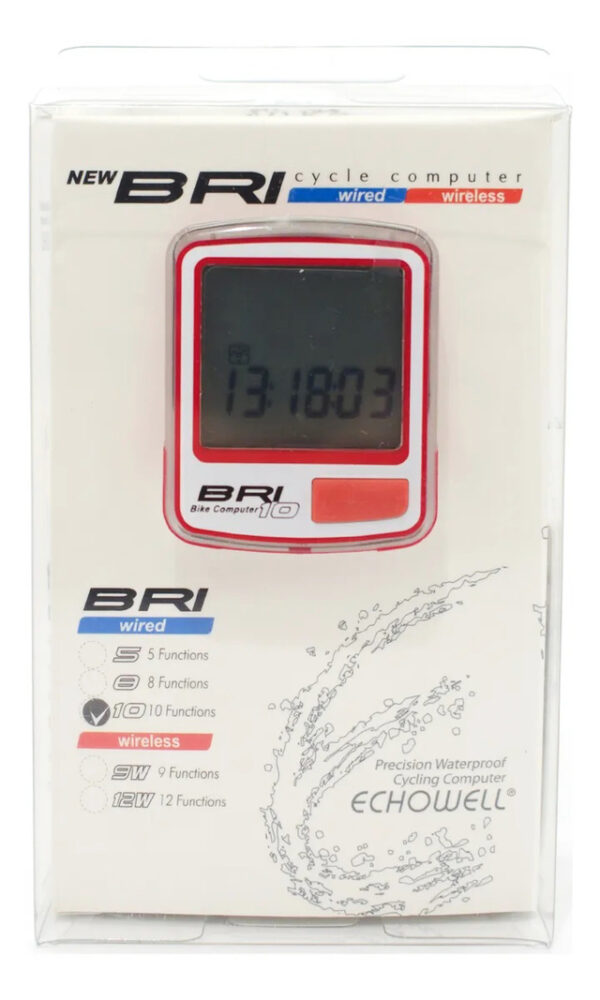 NEW BRI cycle computer
wired wireless
13:18:03
BRI
Bike Computer 10
BRI
wired
5 5 Functions
8 8 Functions
10 10 Functions
wireless
9W 9 Functions
12W 12 Functions
Precision Waterproof
Cycling Computer
ECHOWELL®